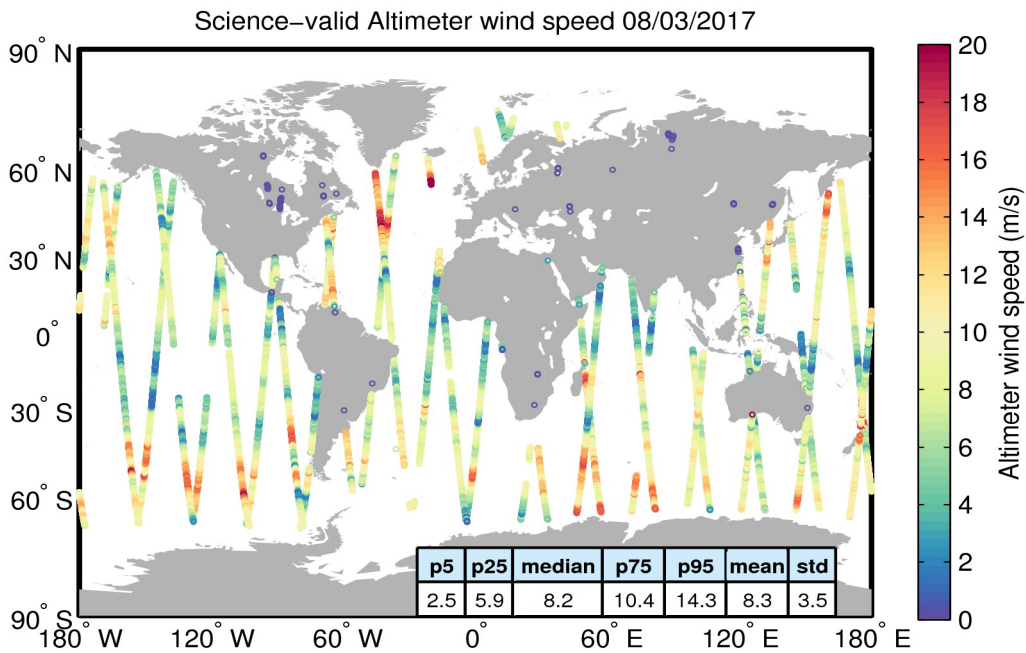 Science−valid Altimeter wind speed 08/03/2017
90° N
60° N
30° N
0°
30° S
60° S
90° S
180° W
120° W
60° W
0°
60° E
120° E
180° E
p5 p25 median p75 p95 mean std
2.5 5.9 8.2 10.4 14.3 8.3 3.5
20
18
16
14
12
10
8
6
4
2
0
Altimeter wind speed (m/s)